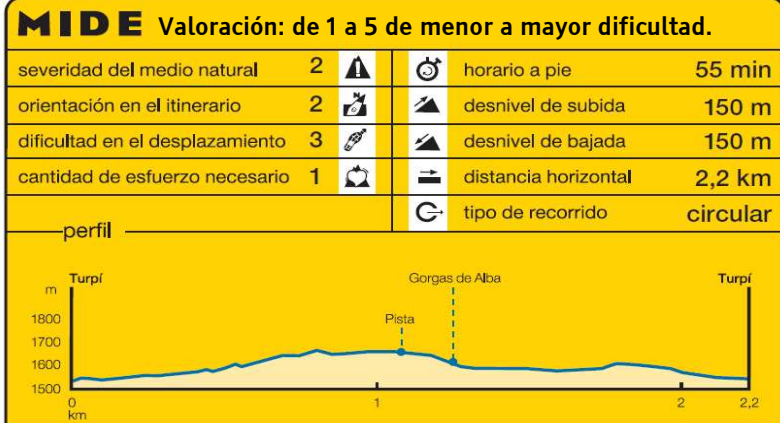 MIDE Valoración: de 1 a 5 de menor a mayor dificultad.
severidad del medio natural 2
orientación en el itinerario 2
dificultad en el desplazamiento 3
cantidad de esfuerzo necesario 1
horario a pie 55 min
desnivel de subida 150 m
desnivel de bajada 150 m
distancia horizontal 2,2 km
tipo de recorrido circular
perfil
Turpí Gorgas de Alba Turpí
m
Pista
1800
1700
1600
1500
0 1 2 2,2
km